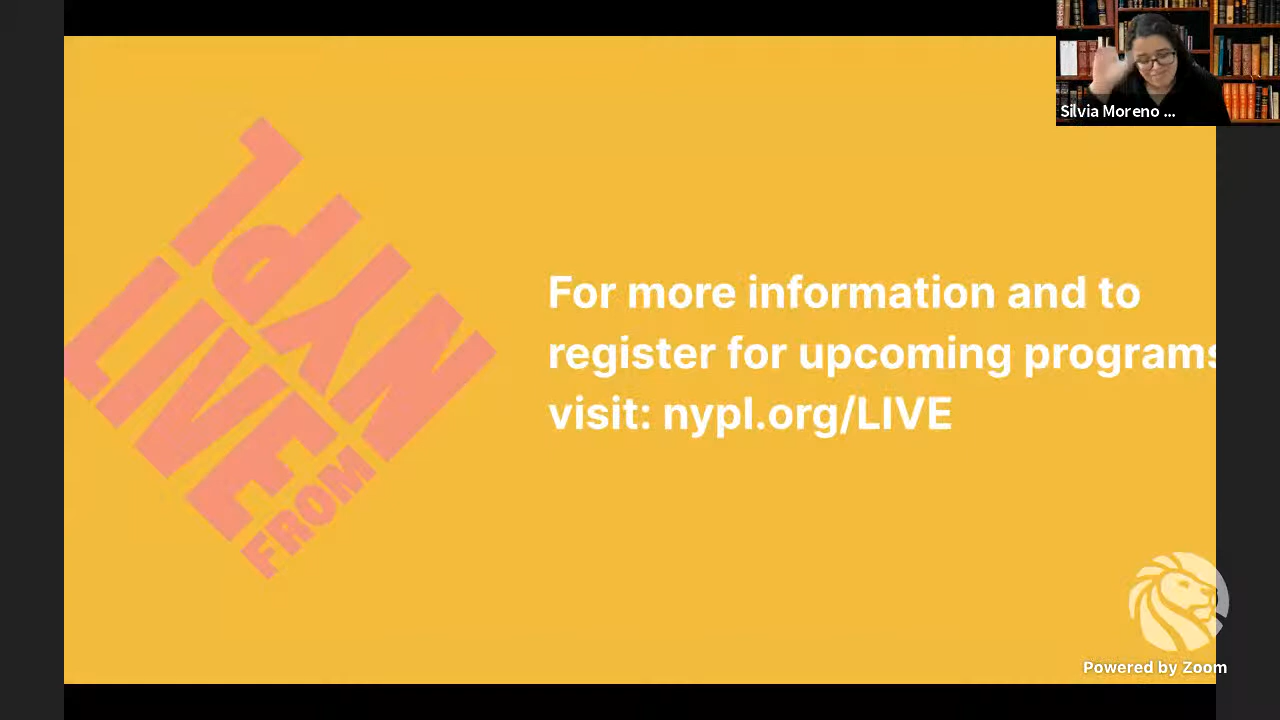 Silvia Moreno ...
LIVE
FROM
NYPL
For more information and to
register for upcoming programs
visit: nypl.org/LIVE
Powered by Zoom